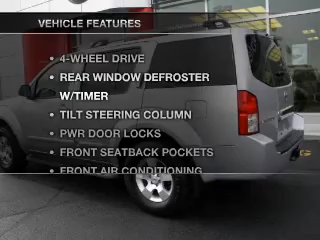 VEHICLE FEATURES
• 4-WHEEL DRIVE
• REAR WINDOW DEFROSTER
W/TIMER
• TILT STEERING COLUMN
• PWR DOOR LOCKS
• FRONT SEATBACK POCKETS
• FRONT AIR CONDITIONING